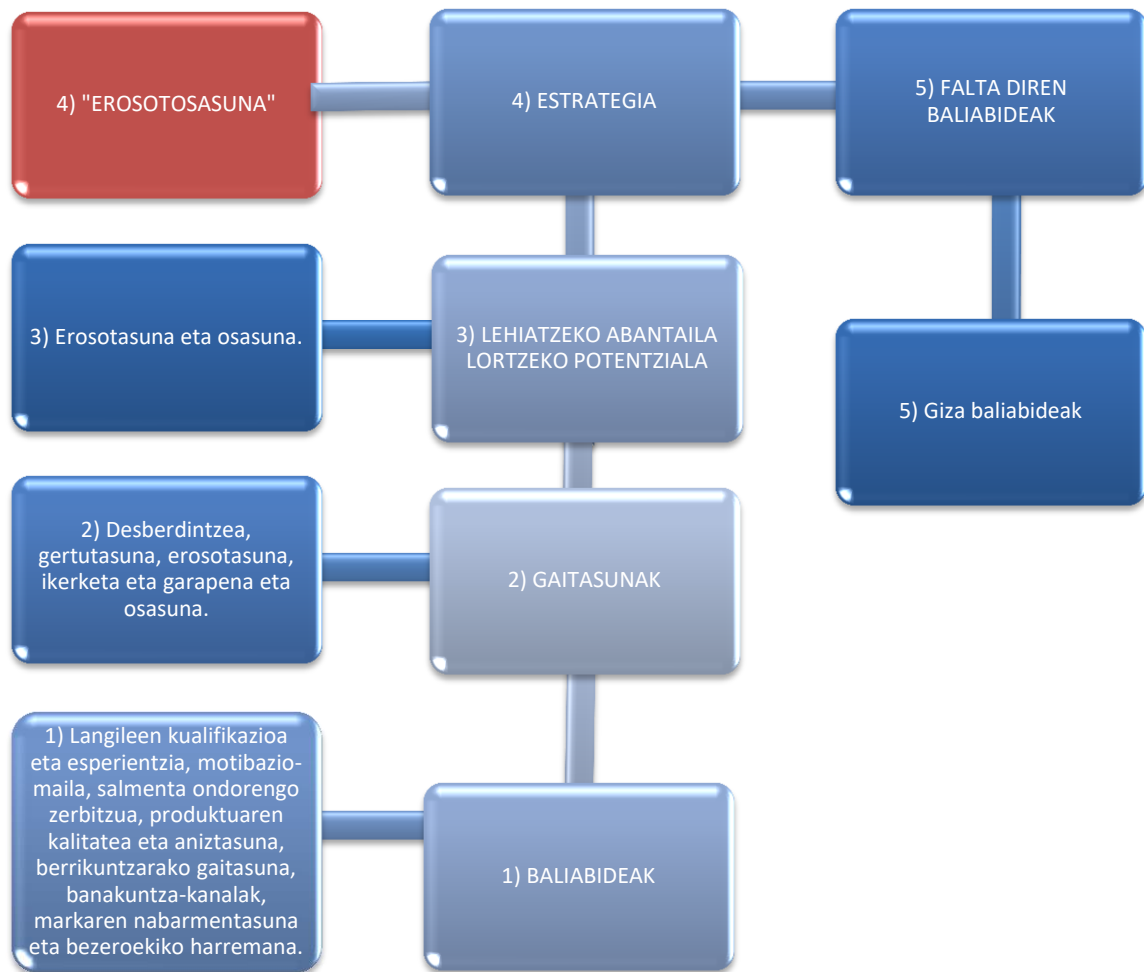 4) "EROSOTOSASUNA"
4) ESTRATEGIA
5) FALTA DIREN
BALIABIDEAK
3) Erosotasuna eta osasuna.
3) LEHIATZEKO ABANTAILA
LORTZEKO POTENTZIALA
5) Giza baliabideak
2) Desberdintzea,
gertutasuna, erosotasuna,
ikerketa eta garapena eta
osasuna.
2) GAITASUNAK
1) Langileen kualifikazioa
eta esperientzia, motibazio-
maila, salmenta ondorengo
zerbitzua, produktuaren
kalitatea eta aniztasuna,
berrikuntzarako gaitasuna,
banakuntza-kanalak,
markaren nabarmentasuna
eta bezeroekiko harremana.
1) BALIABIDEAK